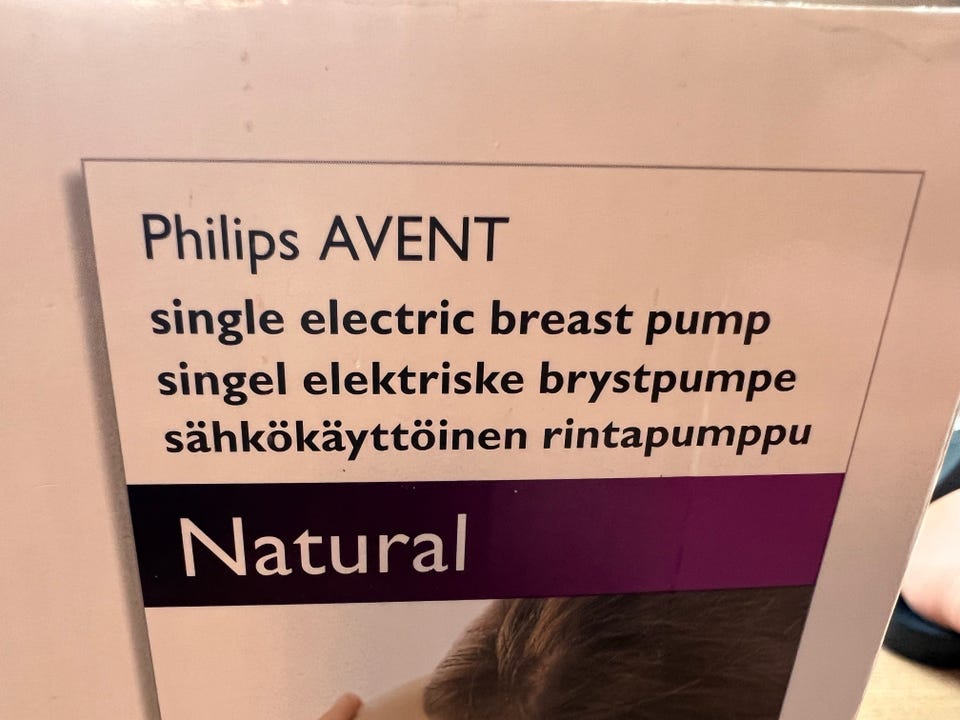 Philips AVENT
single electric breast pump
singel elektriske brystpumpe
sähkökäyttöinen rintapumppu
Natural